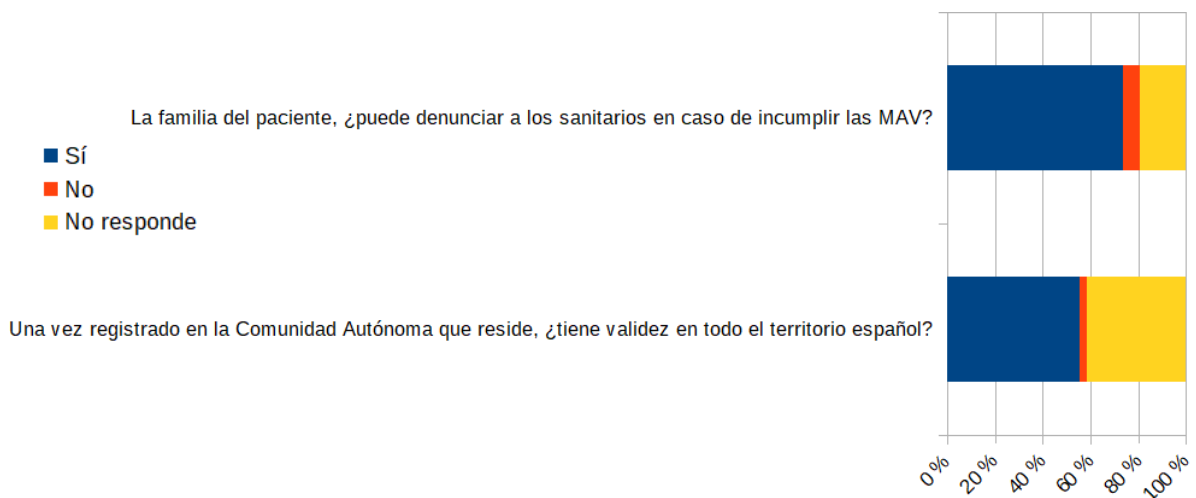 La familia del paciente, ¿puede denunciar a los sanitarios en caso de incumplir las MAV?
Sí
No
No responde
Una vez registrado en la Comunidad Autónoma que reside, ¿tiene validez en todo el territorio español?
0 %
20 %
40 %
60 %
80 %
100 %